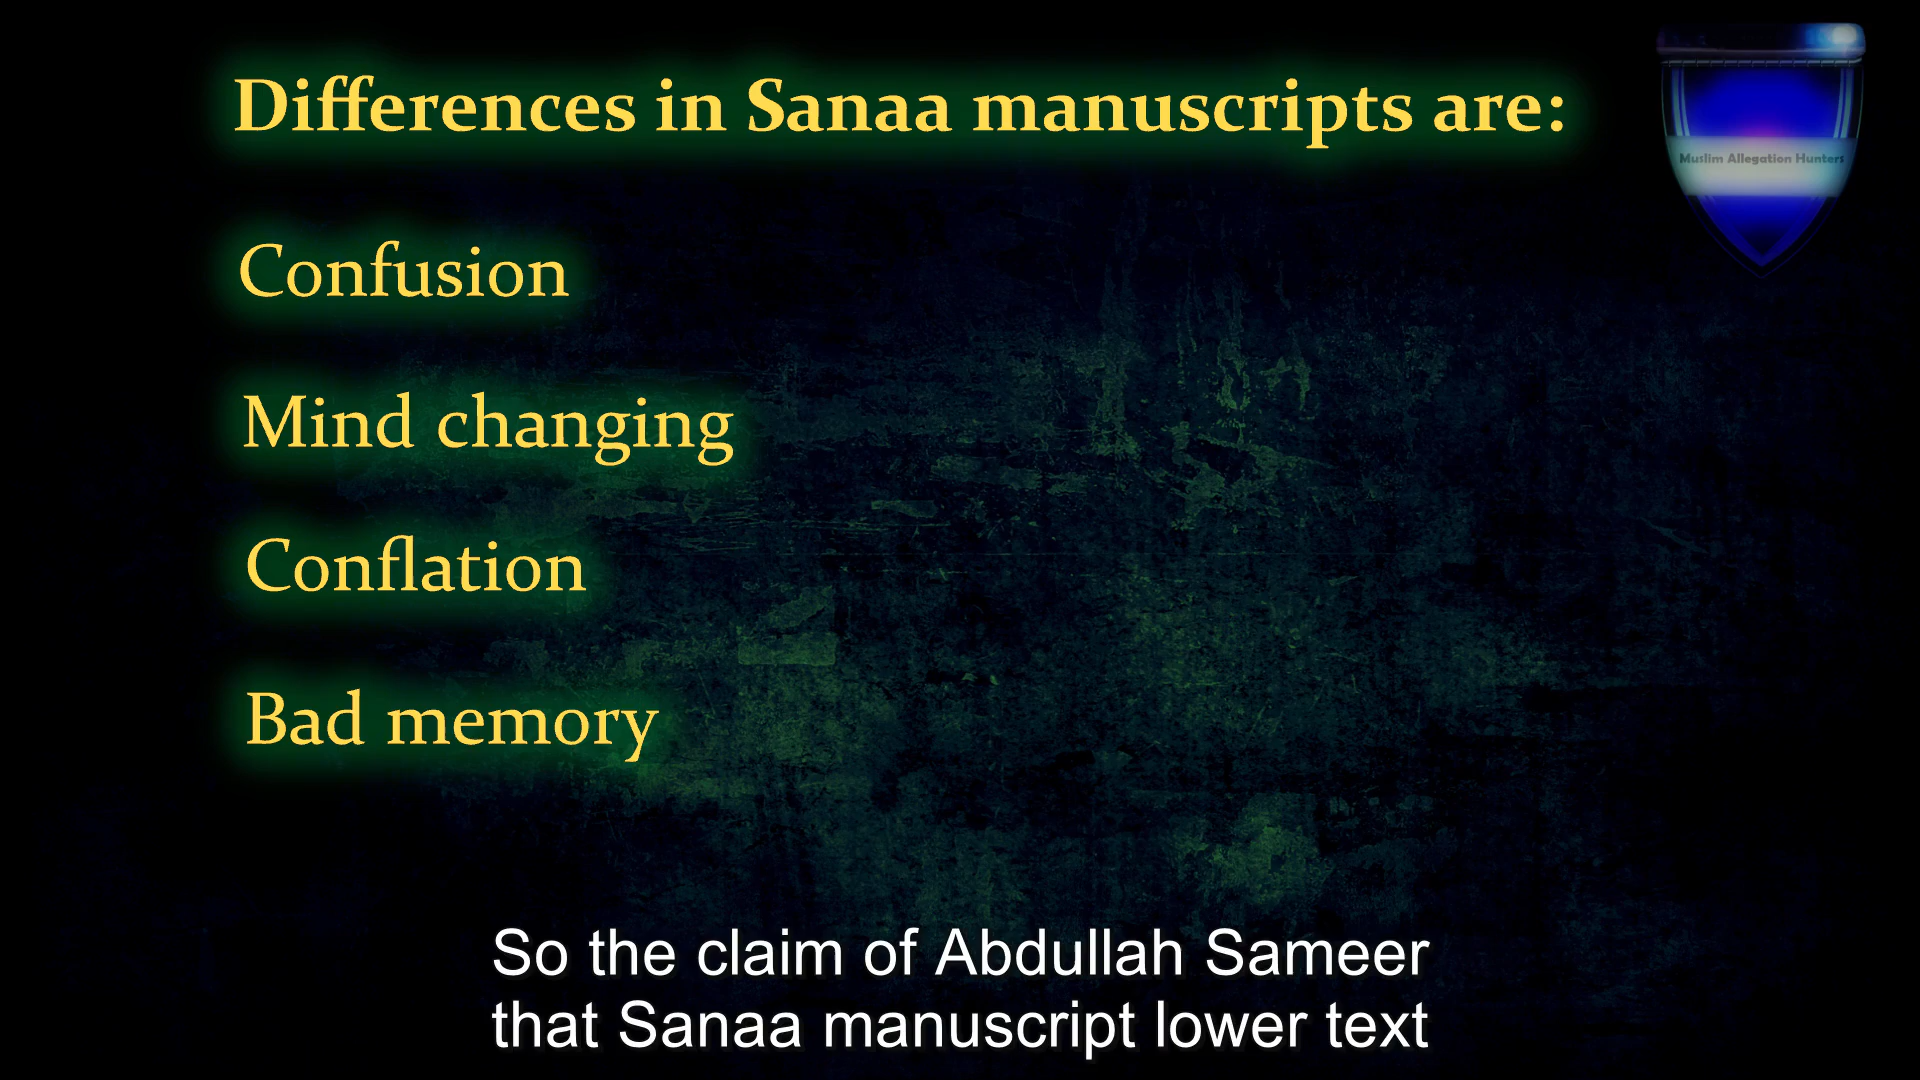 Differences in Sanaa manuscripts are:
Muslim Allegation Hunters
Confusion
Mind changing
Conflation
Bad memory
So the claim of Abdullah Sameer
that Sanaa manuscript lower text